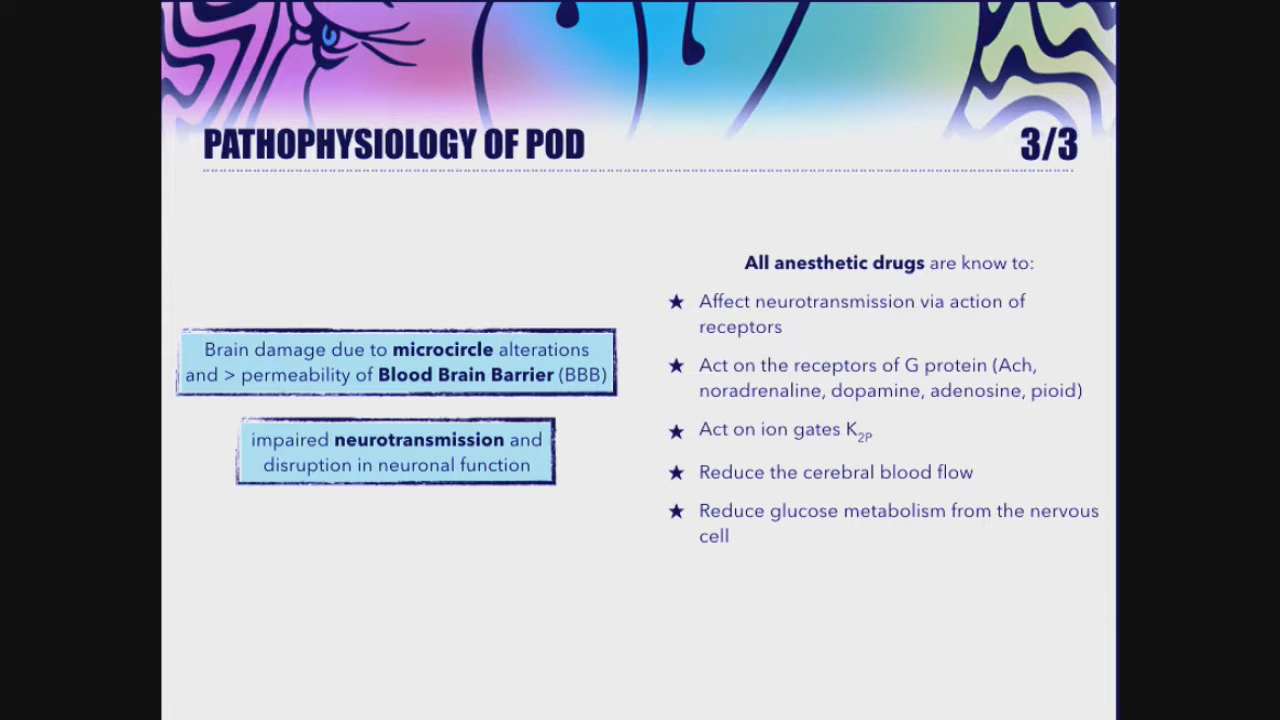 PATHOPHYSIOLOGY OF POD
3/3
Brain damage due to microcircle alterations
and > permeability of Blood Brain Barrier (BBB)
impaired neurotransmission and
disruption in neuronal function
All anesthetic drugs are know to:
★ Affect neurotransmission via action of
receptors
★ Act on the receptors of G protein (Ach,
noradrenaline, dopamine, adenosine, pioid)
★ Act on ion gates K2P
★ Reduce the cerebral blood flow
★ Reduce glucose metabolism from the nervous
cell